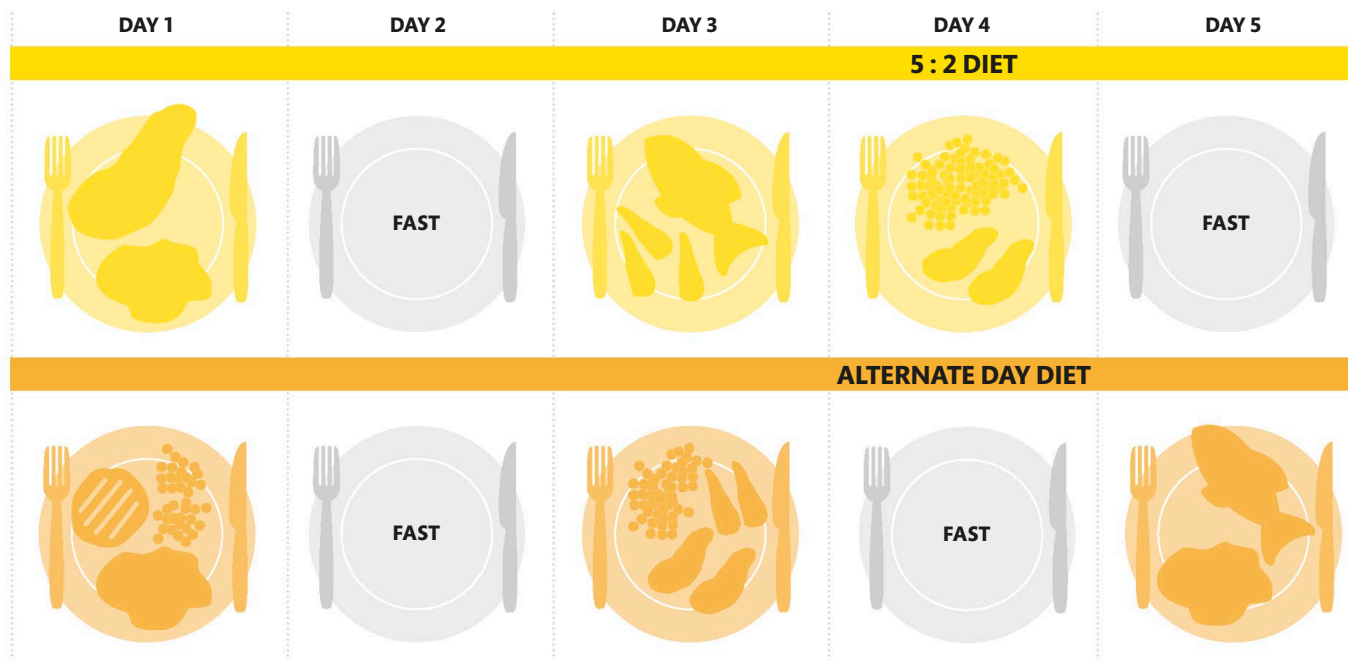 DAY 1 DAY 2 DAY 3 DAY 4 DAY 5
5 : 2 DIET
FAST FAST
ALTERNATE DAY DIET
FAST FAST